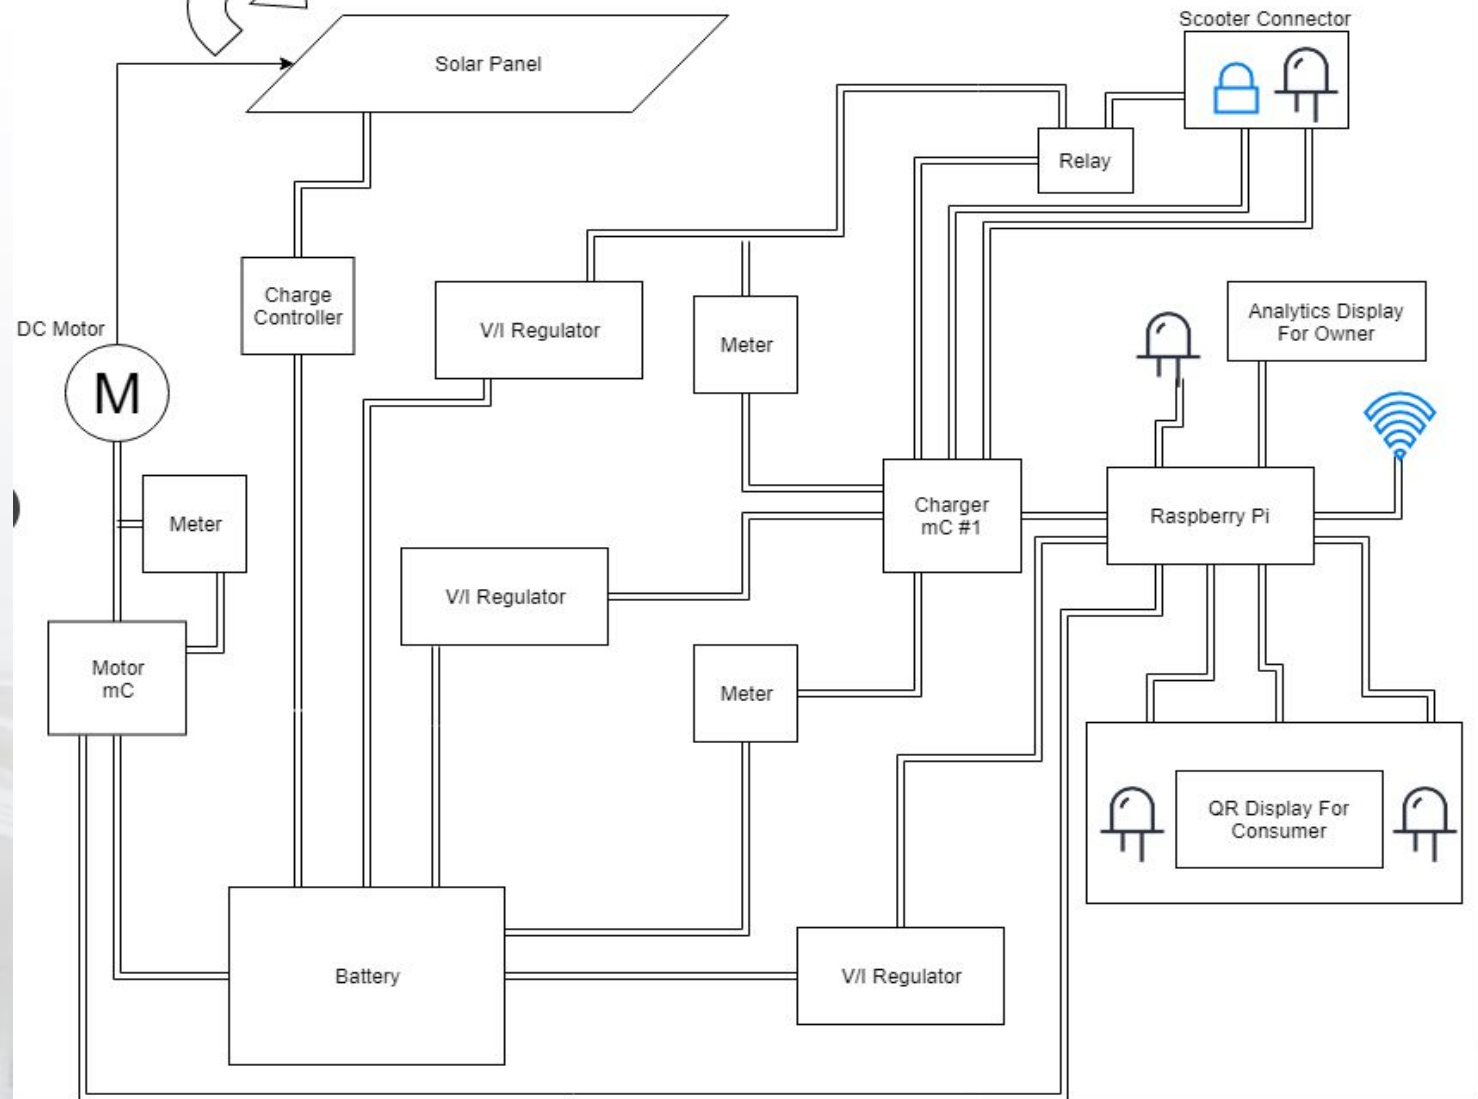 Scooter Connector
Solar Panel
Relay
Charge
Controller
V/I Regulator
Meter
Analytics Display
For Owner
DC Motor
M
Meter
Charger
mC #1
Raspberry Pi
V/I Regulator
Motor
mC
Meter
QR Display For
Consumer
Battery
V/I Regulator